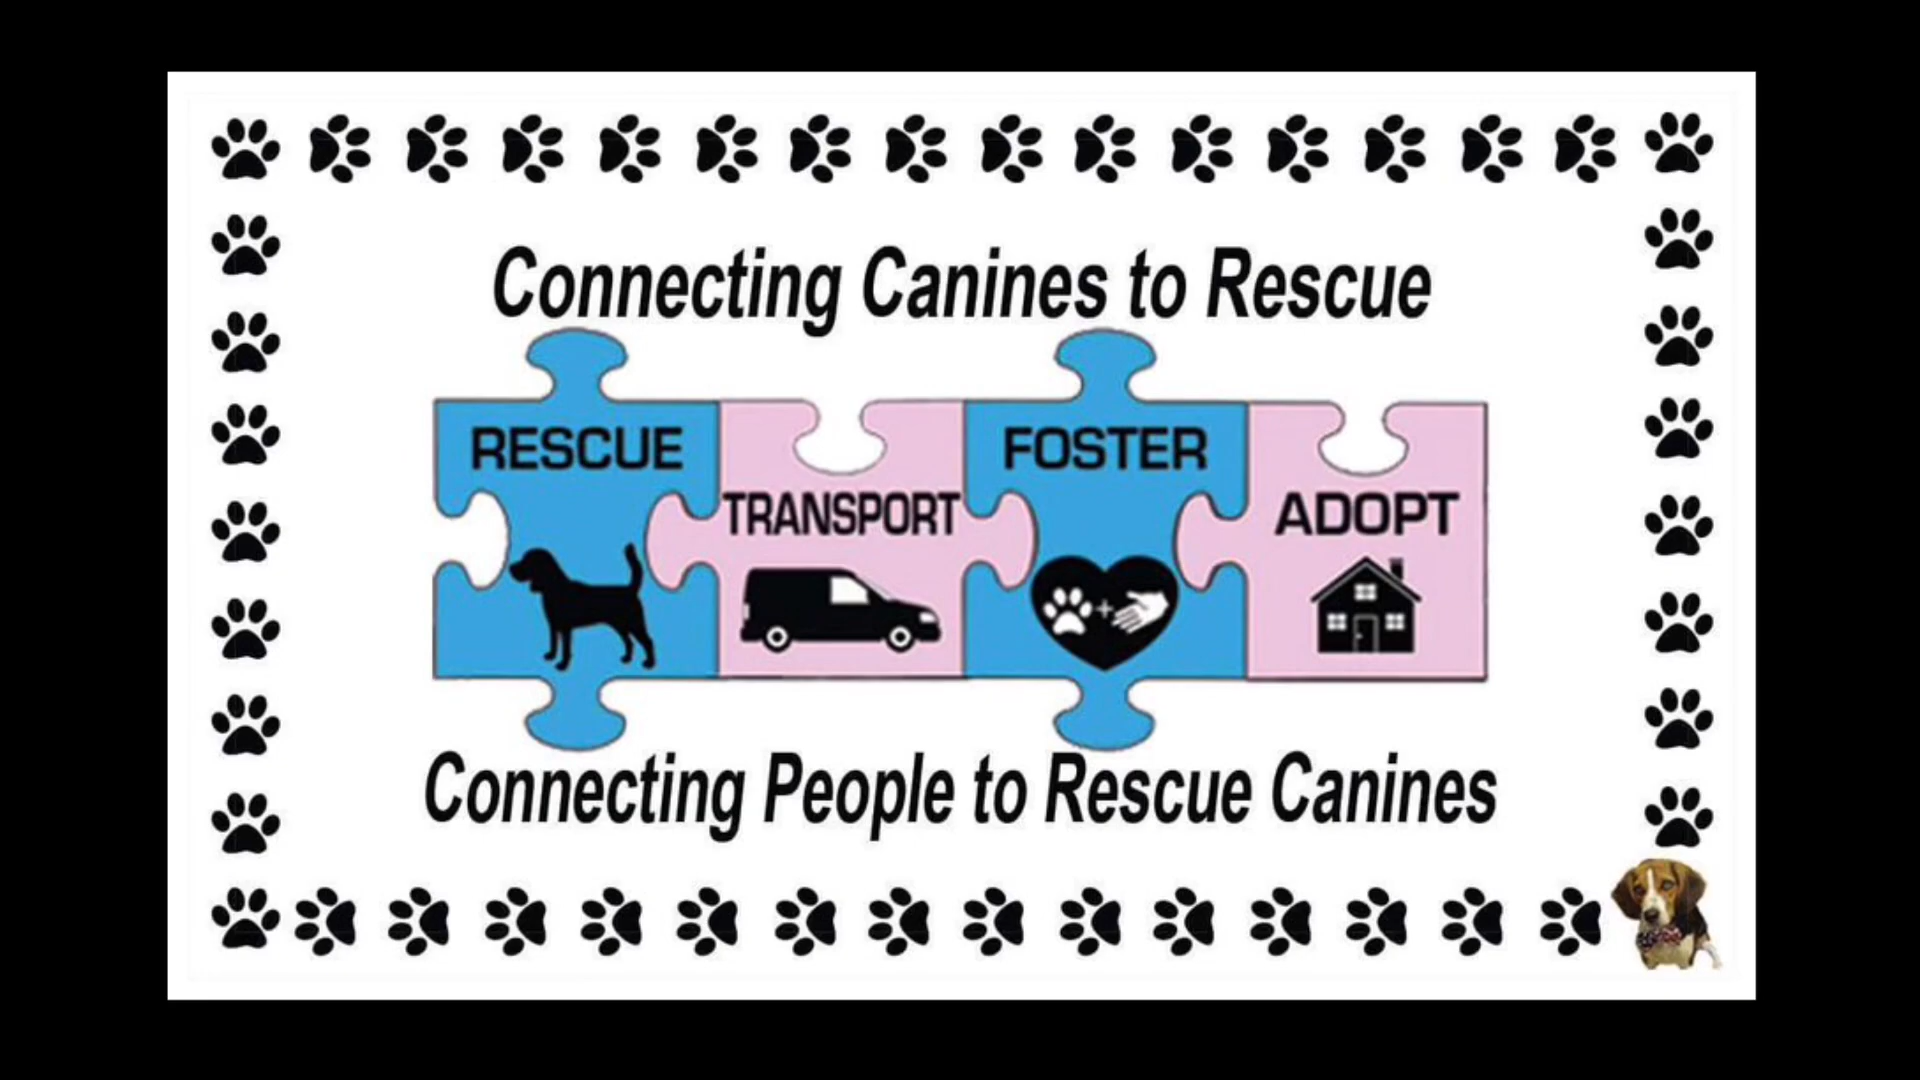 Connecting Canines to Rescue
RESCUE
TRANSPORT
FOSTER
ADOPT
Connecting People to Rescue Canines